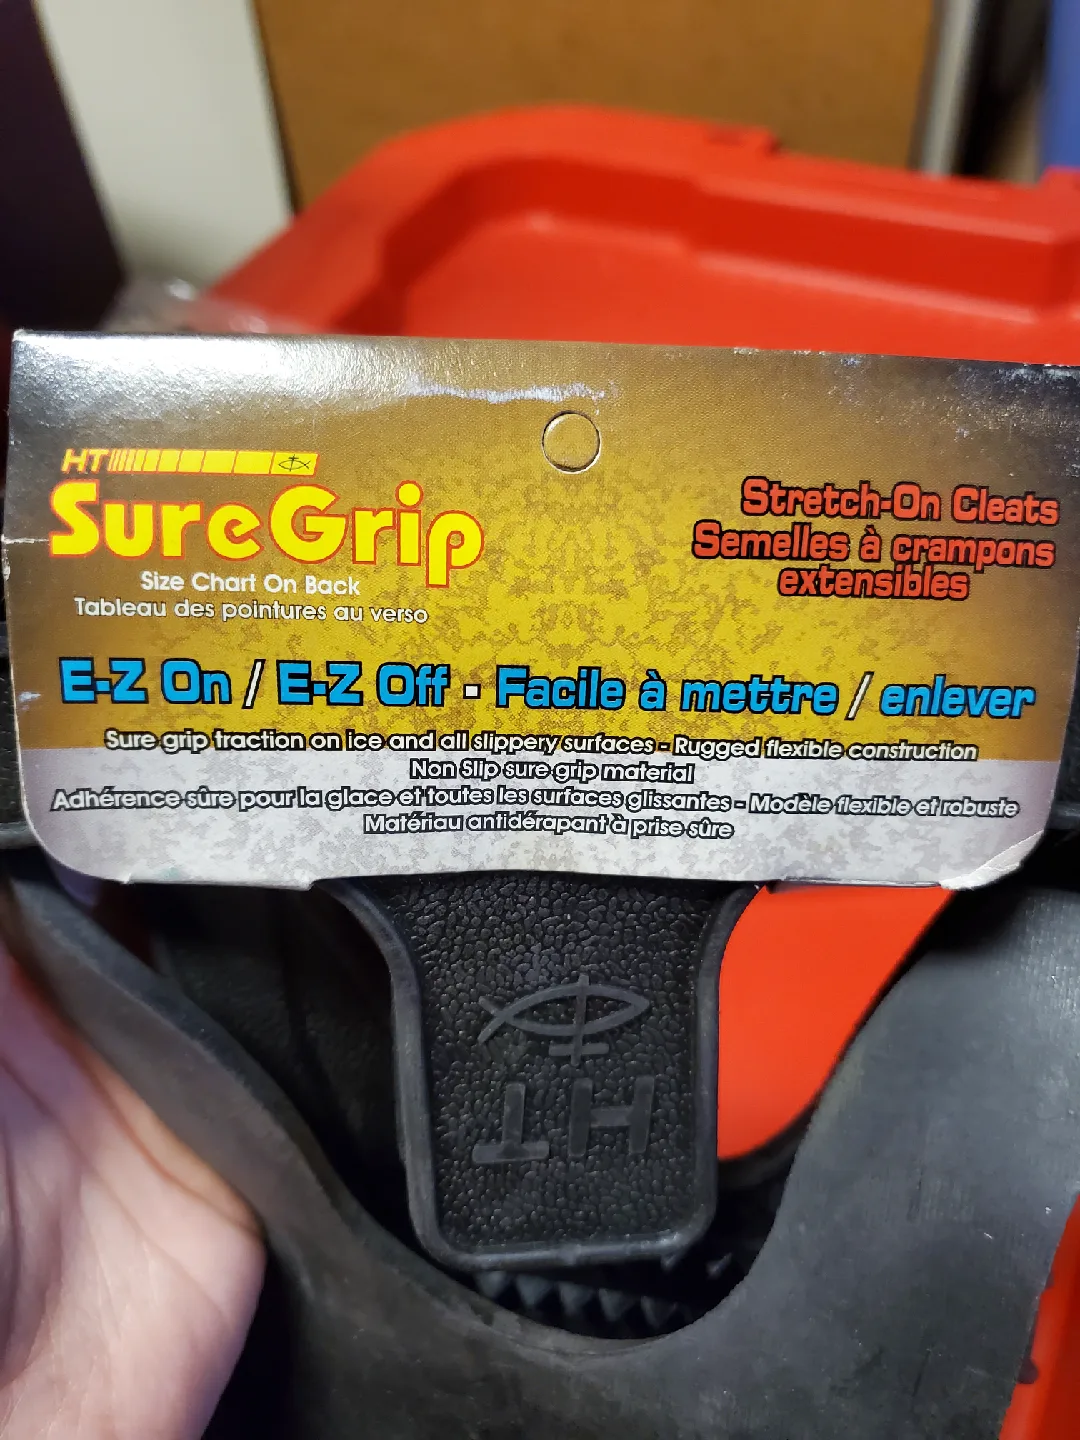 HT
SureGrip
Size Chart On Back
Tableau des pointures au verso
Stretch-On Cleats
Semelles à crampons
extensibles
E-Z On / E-Z Off - Facile à mettre / enlever
Sure grip traction on ice and all slippery surfaces - Rugged flexible construction
Non Slip sure grip material
Adhérence sûre pour la glace et toutes les surfaces glissantes - Modèle flexible et robuste
Matériau antidérapant à prise sûre
HT